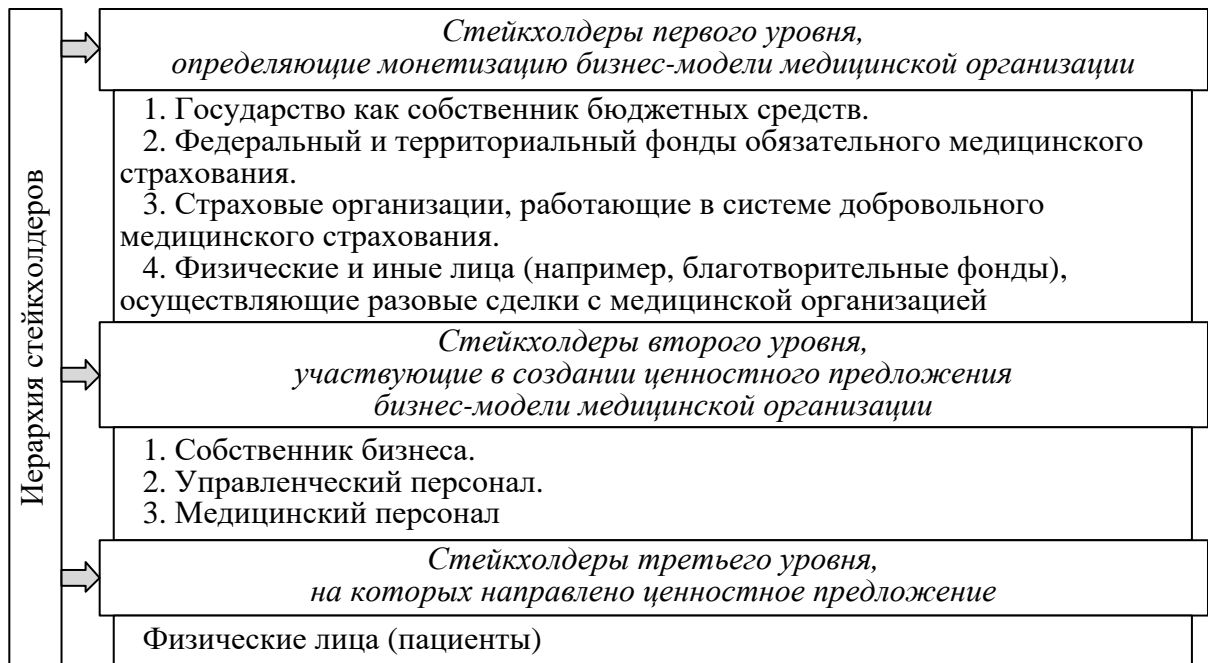 Иерархия стейкхолдеров
Стейкхолдеры первого уровня,
определяющие монетизацию бизнес-модели медицинской организации
1. Государство как собственник бюджетных средств.
2. Федеральный и территориальный фонды обязательного медицинского
страхования.
3. Страховые организации, работающие в системе добровольного
медицинского страхования.
4. Физические и иные лица (например, благотворительные фонды),
осуществляющие разовые сделки с медицинской организацией
Стейкхолдеры второго уровня,
участвующие в создании ценностного предложения
бизнес-модели медицинской организации
1. Собственник бизнеса.
2. Управленческий персонал.
3. Медицинский персонал
Стейкхолдеры третьего уровня,
на которых направлено ценностное предложение
Физические лица (пациенты)